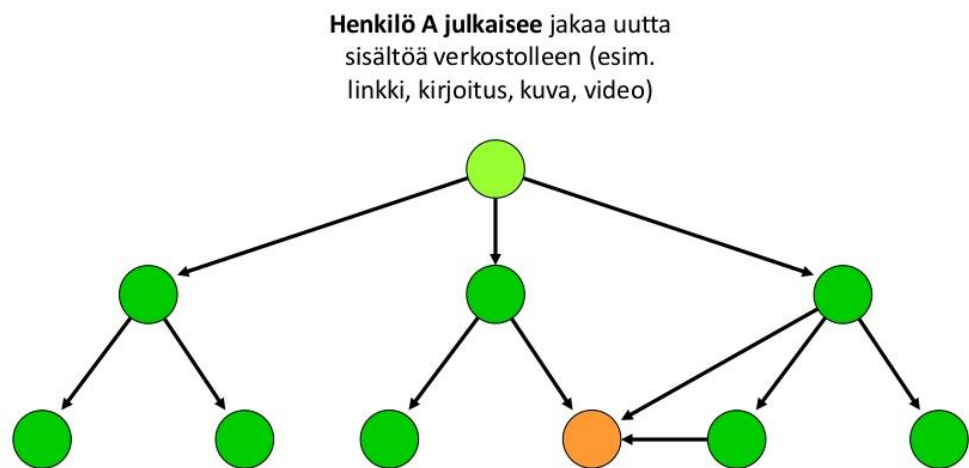 Henkilö A julkaisee jakaa uutta
sisältöä verkostolleen (esim.
linkki, kirjoitus, kuva, video)